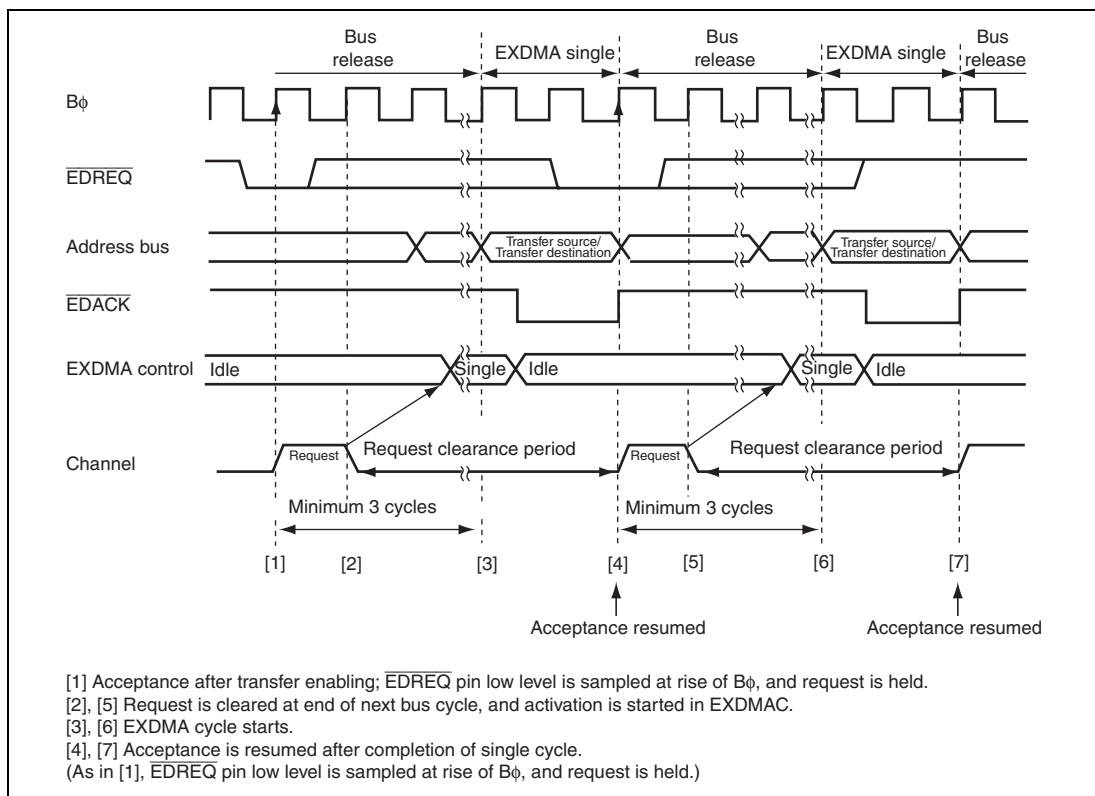 Bus release EXDMA single Bus release EXDMA single Bus release
Bφ
EDREQ
Address bus Transfer source/ Transfer destination Transfer source/ Transfer destination
EDACK
EXDMA control Idle Single Idle Single Idle
Channel Request Request clearance period Request Request clearance period
Minimum 3 cycles Minimum 3 cycles
[1] [2] [3] [4] [5] [6] [7]
Acceptance resumed Acceptance resumed
[1] Acceptance after transfer enabling; EDREQ pin low level is sampled at rise of Bφ, and request is held.
[2], [5] Request is cleared at end of next bus cycle, and activation is started in EXDMAC.
[3], [6] EXDMA cycle starts.
[4], [7] Acceptance is resumed after completion of single cycle.
(As in [1], EDREQ pin low level is sampled at rise of Bφ, and request is held.)